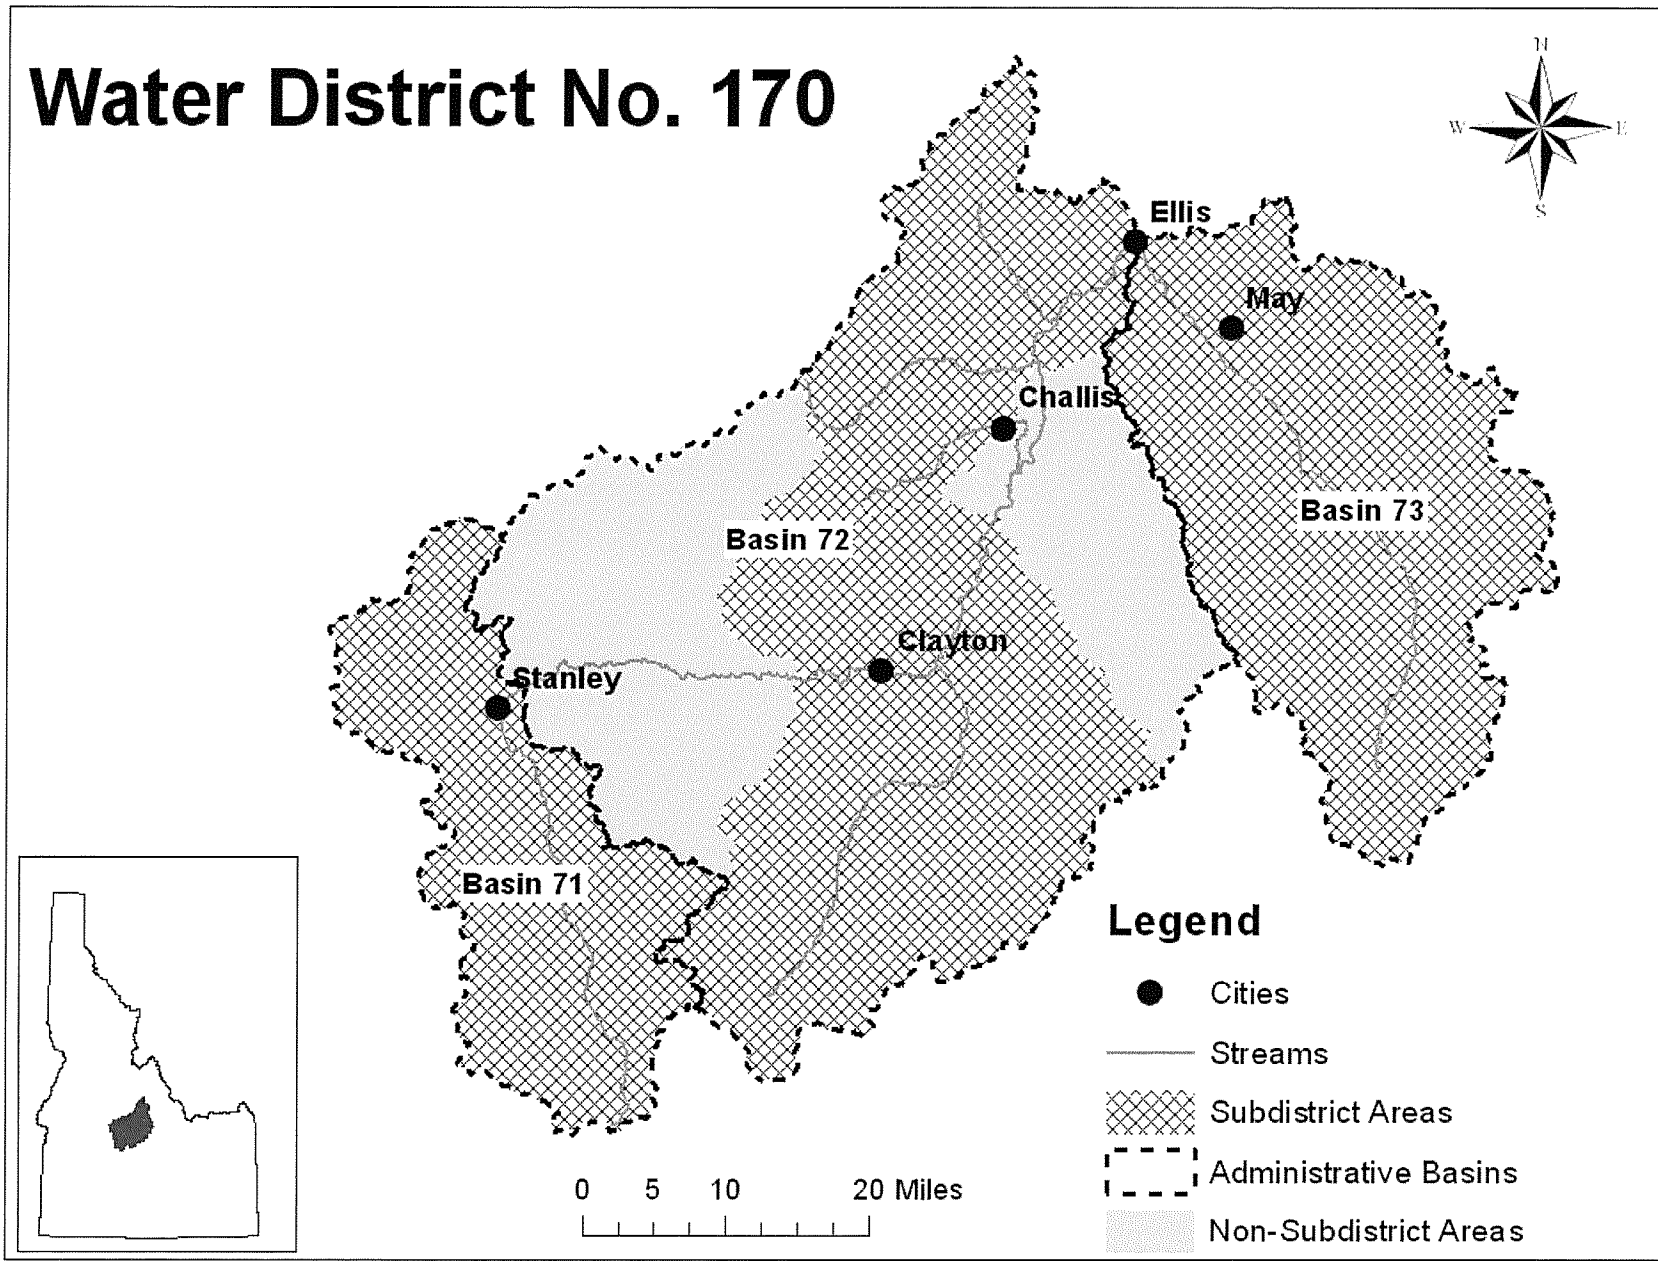 Water District No. 170
N
W
E
S
Ellis
May
Challis
Basin 73
Basin 72
Clayton
Stanley
Basin 71
Legend
Cities
Streams
Subdistrict Areas
Administrative Basins
Non-Subdistrict Areas
0 5 10 20 Miles